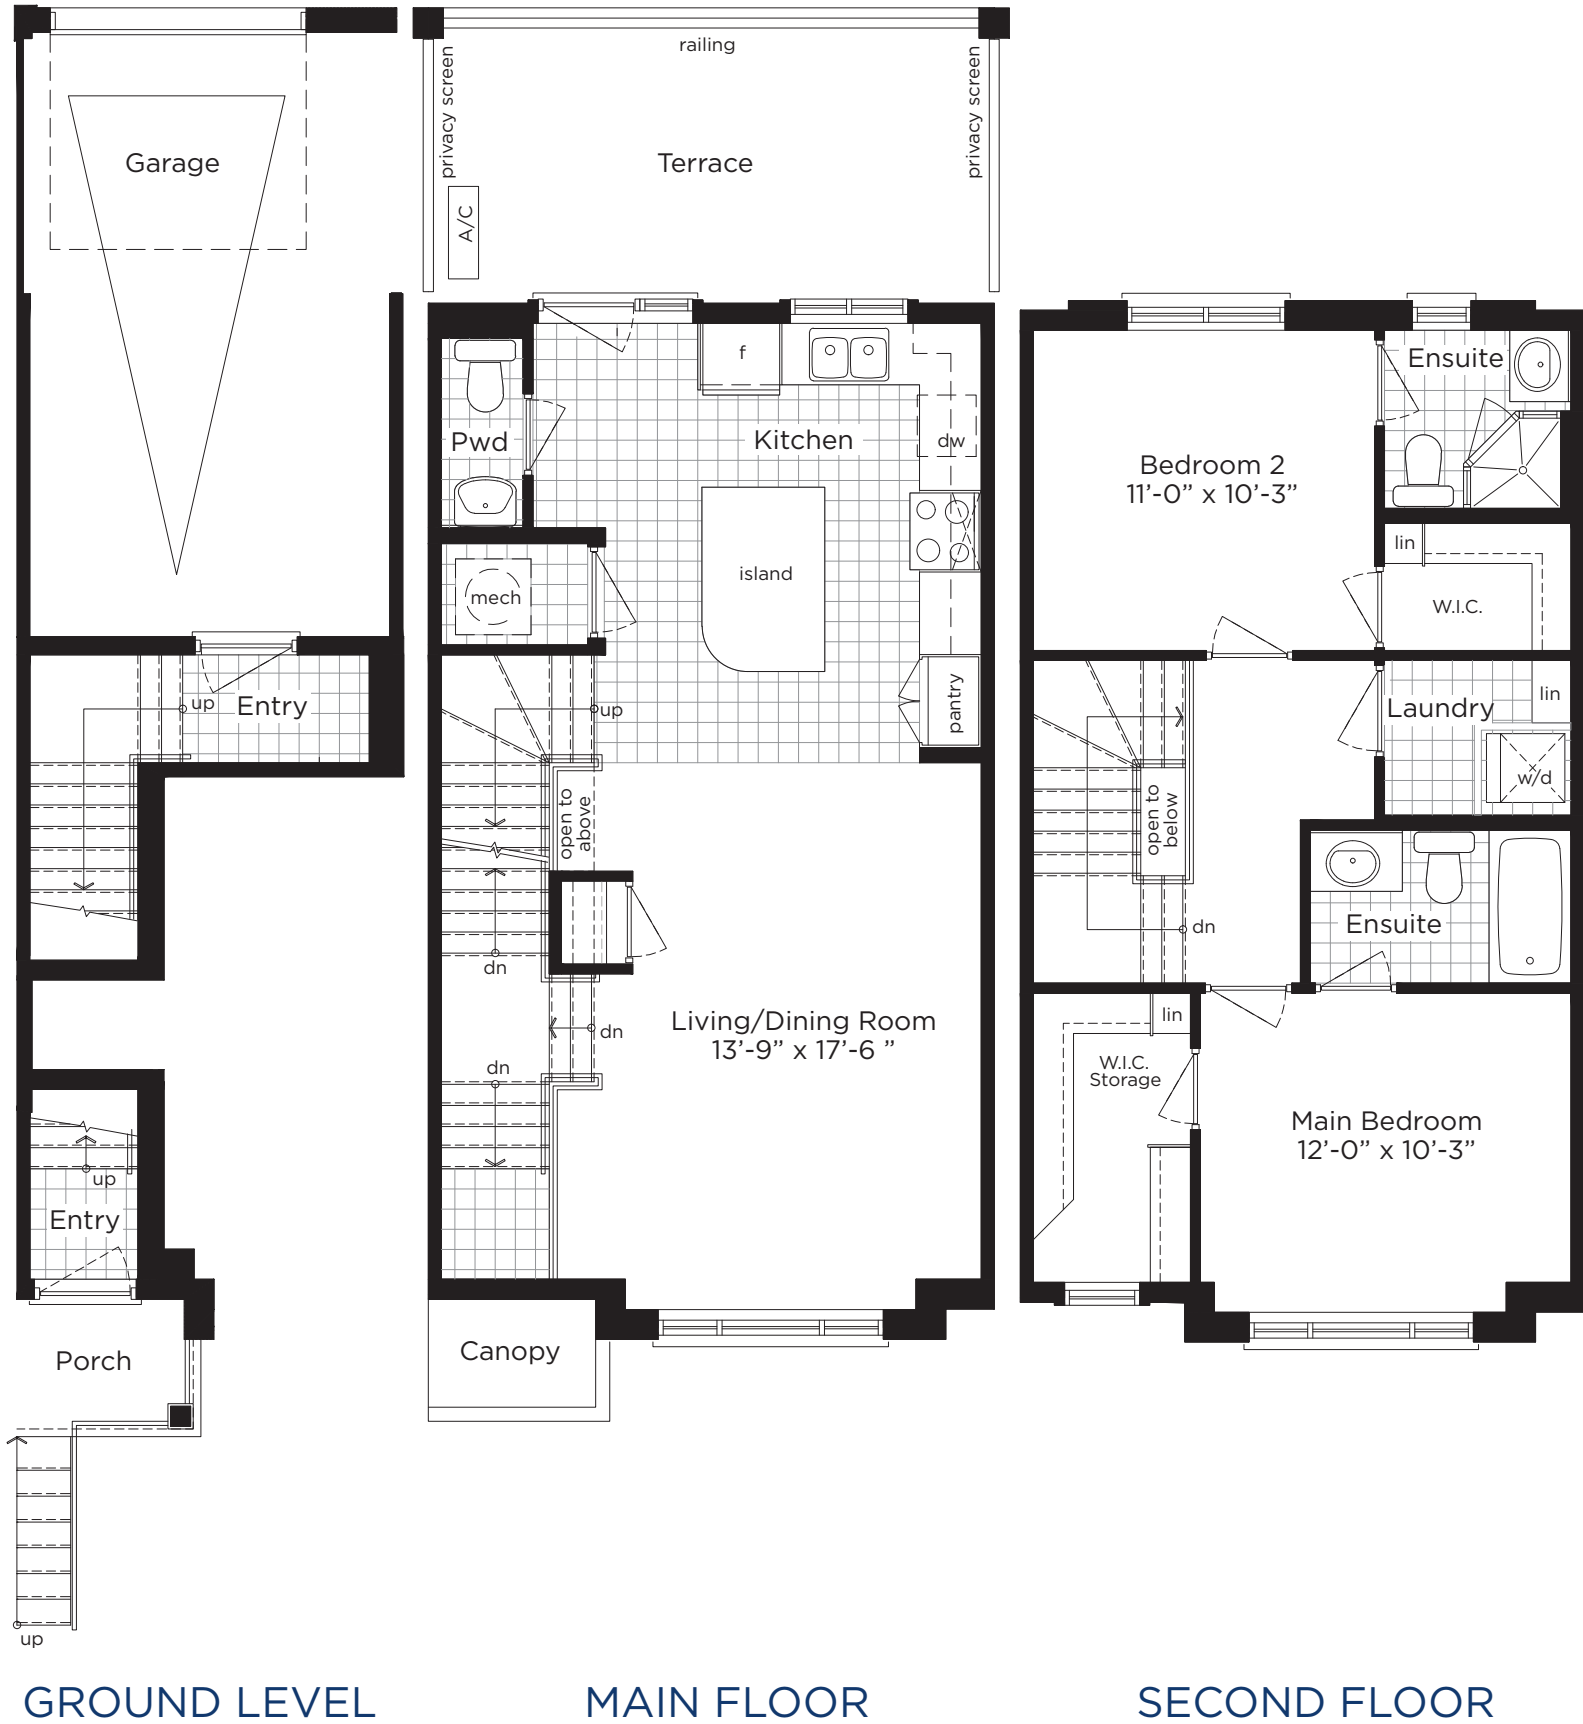 Garage
up
Entry
up
Entry
Porch
up
GROUND LEVEL
railing
privacy screen
privacy screen
Terrace
A/C
f
Pwd
Kitchen
dw
island
mech
up
pantry
open to
above
dn
dn
dn
Living/Dining Room
13’-9” x 17’-6 ”
Canopy
MAIN FLOOR
Ensuite
Bedroom 2
11’-0” x 10’-3”
lin
W.I.C.
lin
Laundry
w/d
open to
below
dn
Ensuite
lin
W.I.C.
Storage
Main Bedroom
12’-0” x 10’-3”
SECOND FLOOR